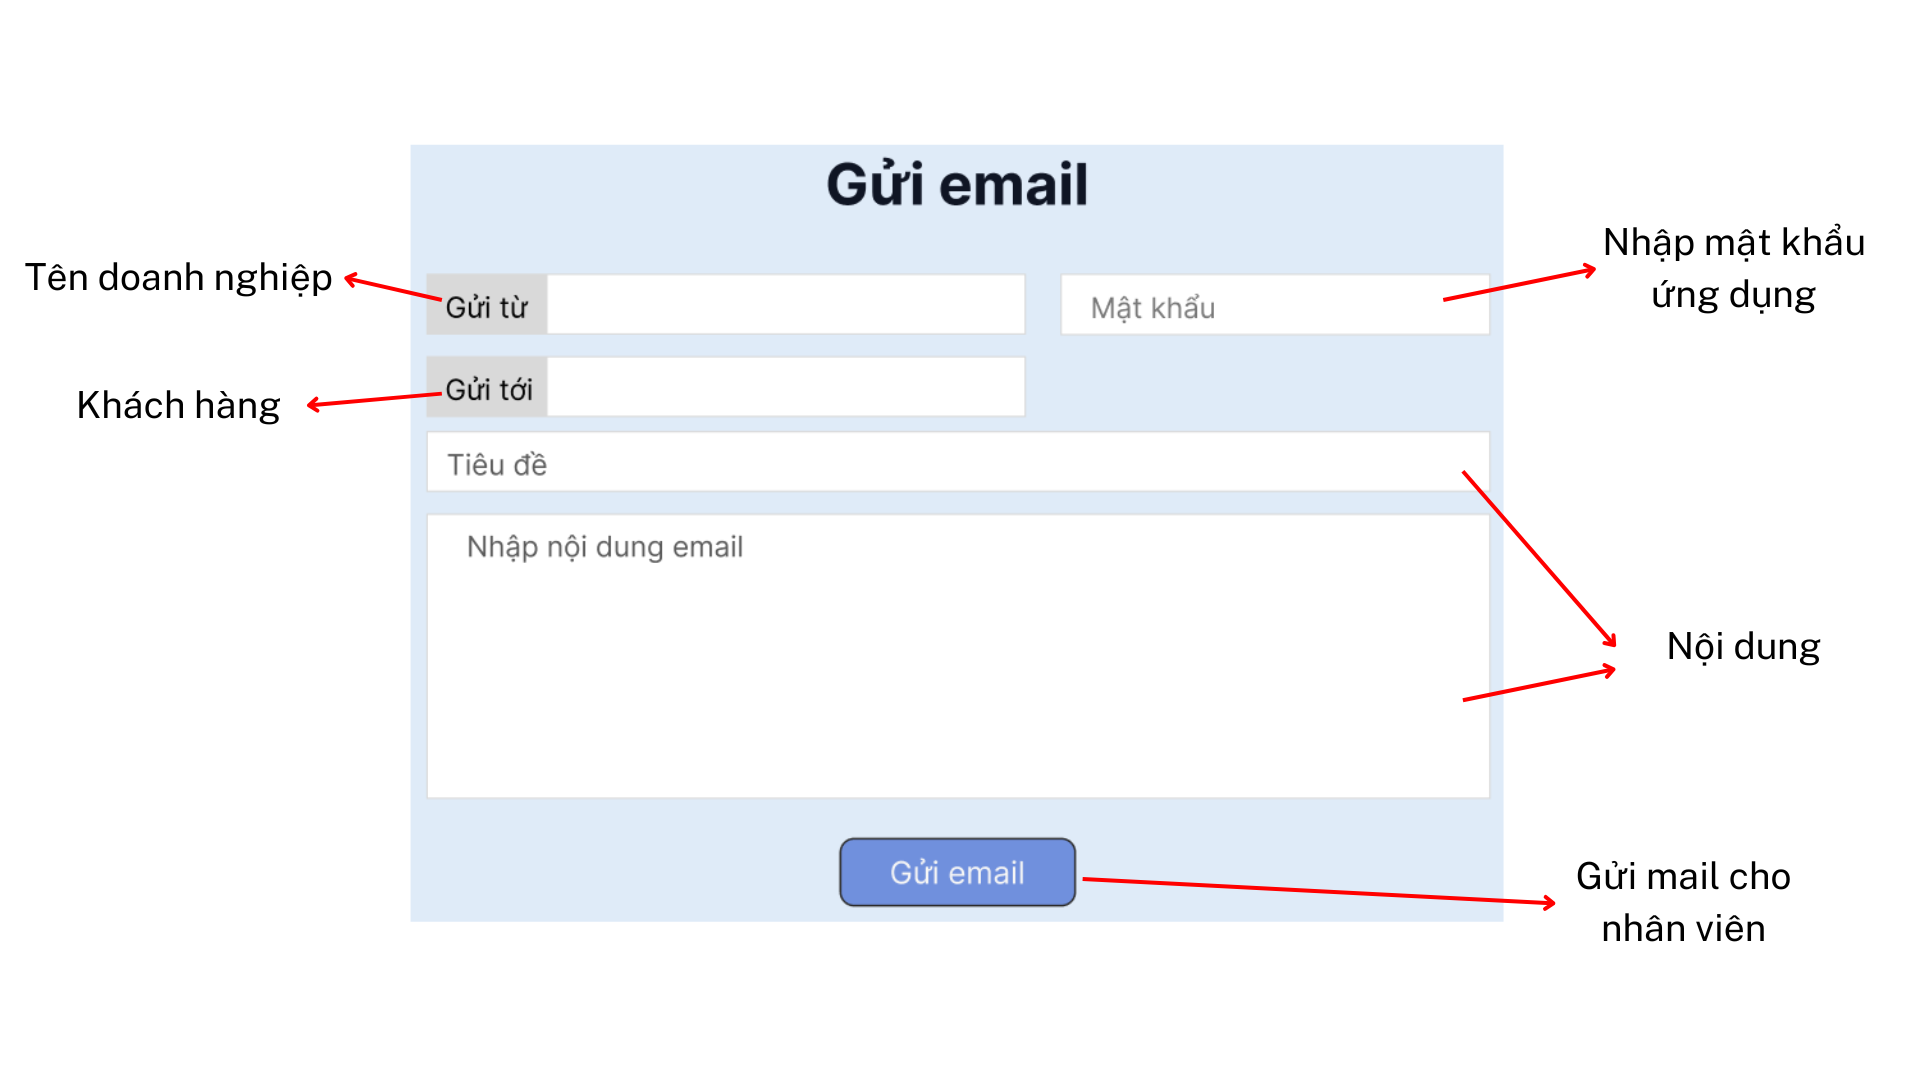 Gửi email
Tên doanh nghiệp
Gửi từ
Mật khẩu
Nhập mật khẩu
ứng dụng
Khách hàng
Gửi tới
Tiêu đề
Nhập nội dung email
Nội dung
Gửi email
Gửi mail cho
nhân viên